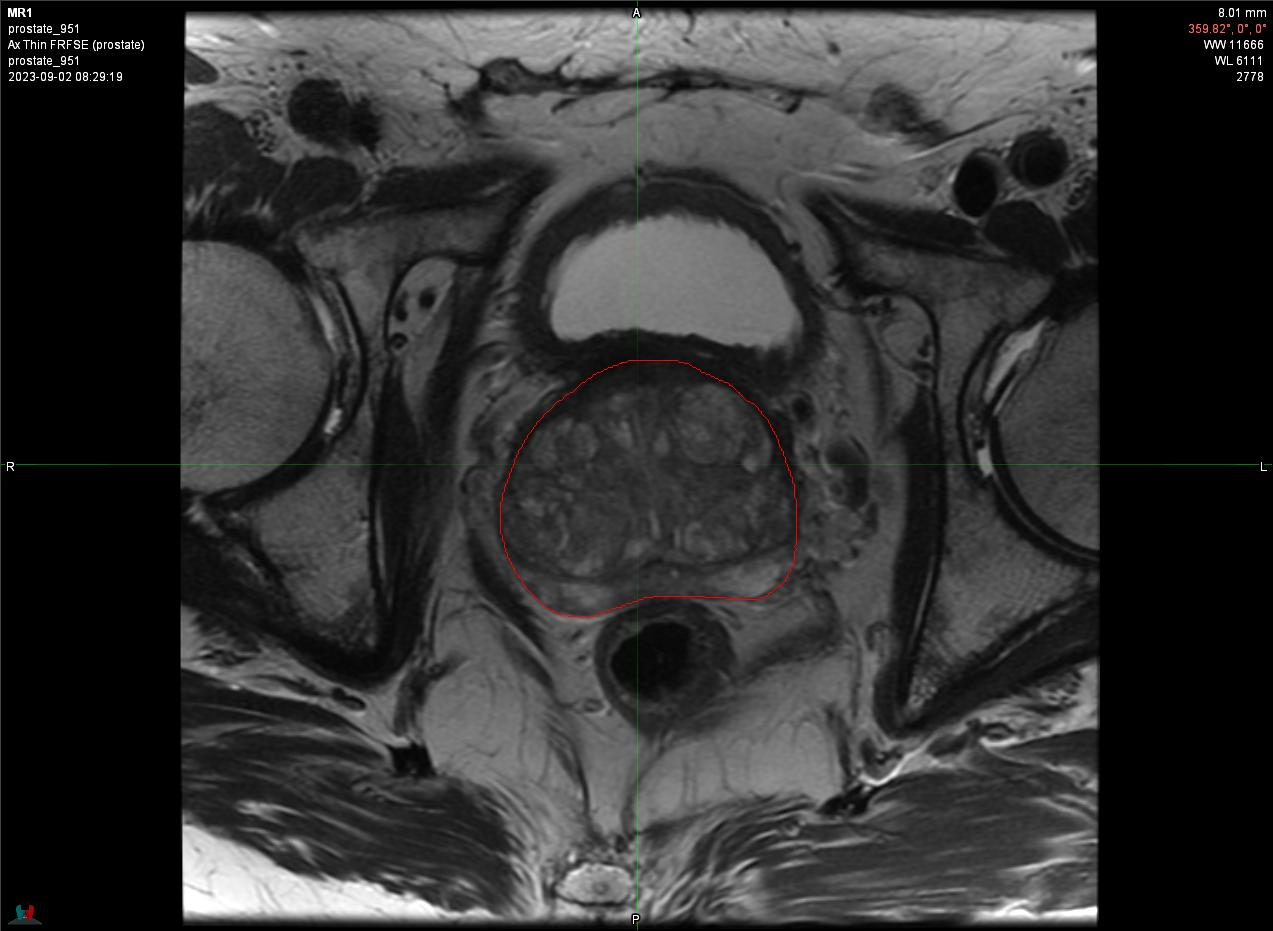 MR1
prostate_951
Ax Thin FRFSE (prostate)
prostate_951
2023-09-02 08:29:19
A
8.01 mm
359.82°, 0°, 0°
WW 11666
WL 6111
2778
R
L
P